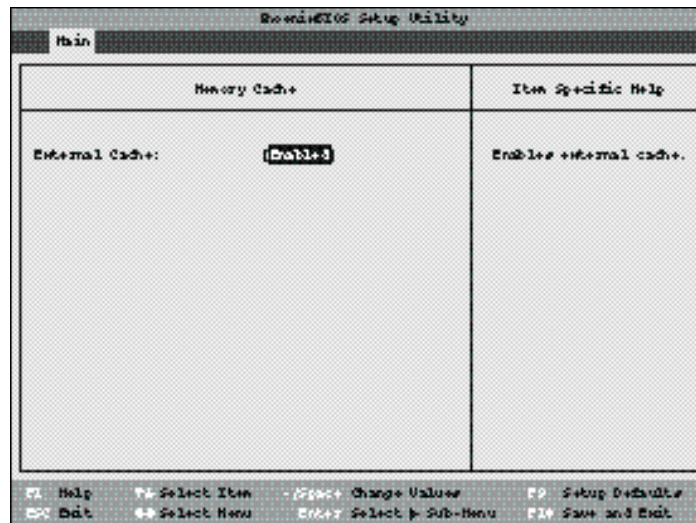 PhoenixBIOS Setup Utility
Main
Memory Cache
Item Specific Help
External Cache: [Enabled]
Enables external cache.
F1 Help ↑↓ Select Item -/Space Change Values F9 Setup Defaults
ESC Exit ←→ Select Menu Enter Select ▶ Sub-Menu F10 Save and Exit